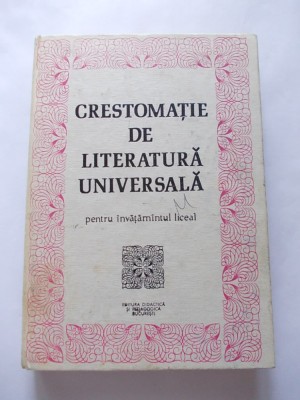 CRESTOMAȚIE
DE
LITERATURĂ
UNIVERSALĂ
pentru învățămîntul liceal
EDITURA DIDACTICĂ
ȘI PEDAGOGICĂ
BUCUREȘTI